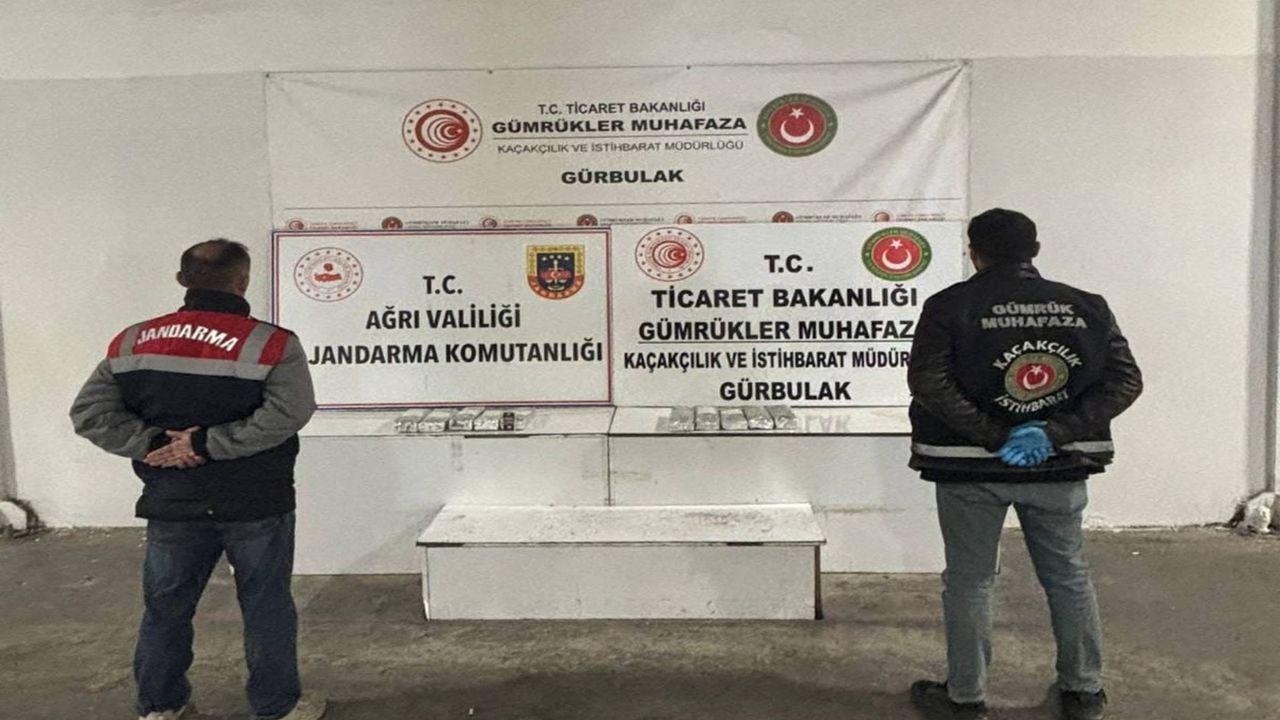 T.C. TİCARET BAKANLIĞI
GÜMRÜKLER MUHAFAZA
KAÇAKÇILIK VE İSTİHBARAT MÜDÜRLÜĞÜ
GÜRBULAK
T.C.
AĞRI VALİLİĞİ
JANDARMA KOMUTANLIĞI
T.C.
TİCARET BAKANLIĞI
GÜMRÜKLER MUHAFAZ
KAÇAKÇILIK VE İSTİHBARAT MÜDÜR
GÜRBULAK
JANDARMA
GÜMRÜK
MUHAFAZA
KAÇAKÇILIK
İSTİHBARAT